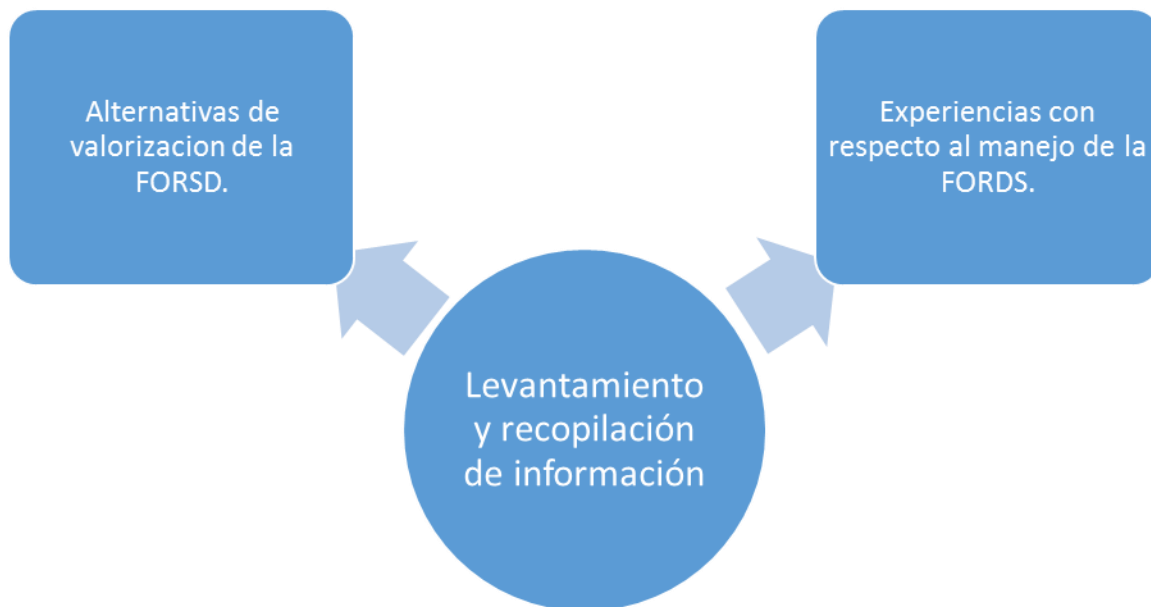 Alternativas de
valorizacion de la
FORSD.
Experiencias con
respecto al manejo de la
FORDS.
Levantamiento
y recopilación
de información